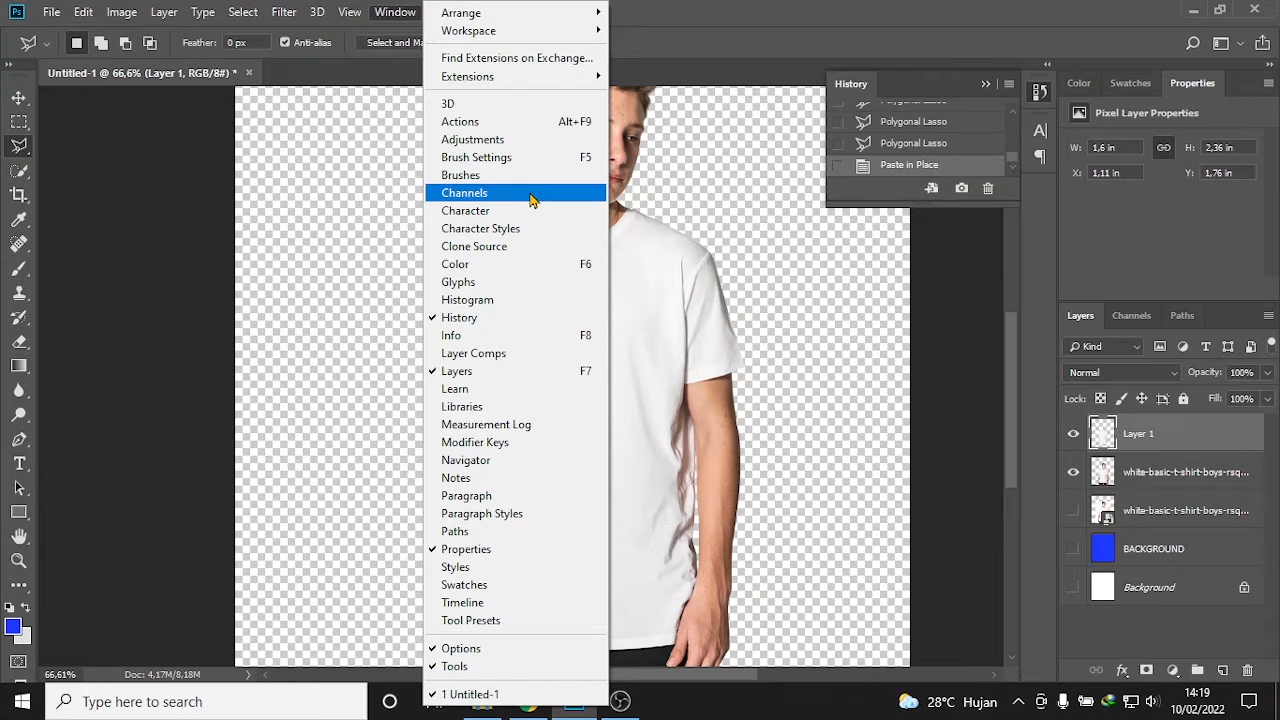 Ps File Edit Image Layer Type Select Filter 3D View Window
Feather: 0 px Anti-alias Select and Ma
Untitled-1 @ 66,6% (Layer 1, RGB/8#) *
Arrange
Workspace
Find Extensions on Exchange...
Extensions
3D
Actions Alt+F9
Adjustments
Brush Settings F5
Brushes
Channels
Character
Character Styles
Clone Source
Color F6
Glyphs
Histogram
History
Info F8
Layer Comps
Layers F7
Learn
Libraries
Measurement Log
Modifier Keys
Navigator
Notes
Paragraph
Paragraph Styles
Paths
Properties
Styles
Swatches
Timeline
Tool Presets
Options
Tools
1 Untitled-1
History
Polygonal Lasso
Polygonal Lasso
Paste in Place
Color Swatches Properties
Pixel Layer Properties
W: 1.6 in H: 2.36 in
X: 1.11 in Y: 1.76 in
Layers Channels Paths
Kind
Normal Opacity: 100%
Lock: Fill: 100%
Layer 1
white-basic-t-shirt-boys-rsq...
white-basic-t-shirt-boys-rsq...
Background
66,61% Doc: 4,17M/8,18M
Type here to search
28°C
10/02/2022